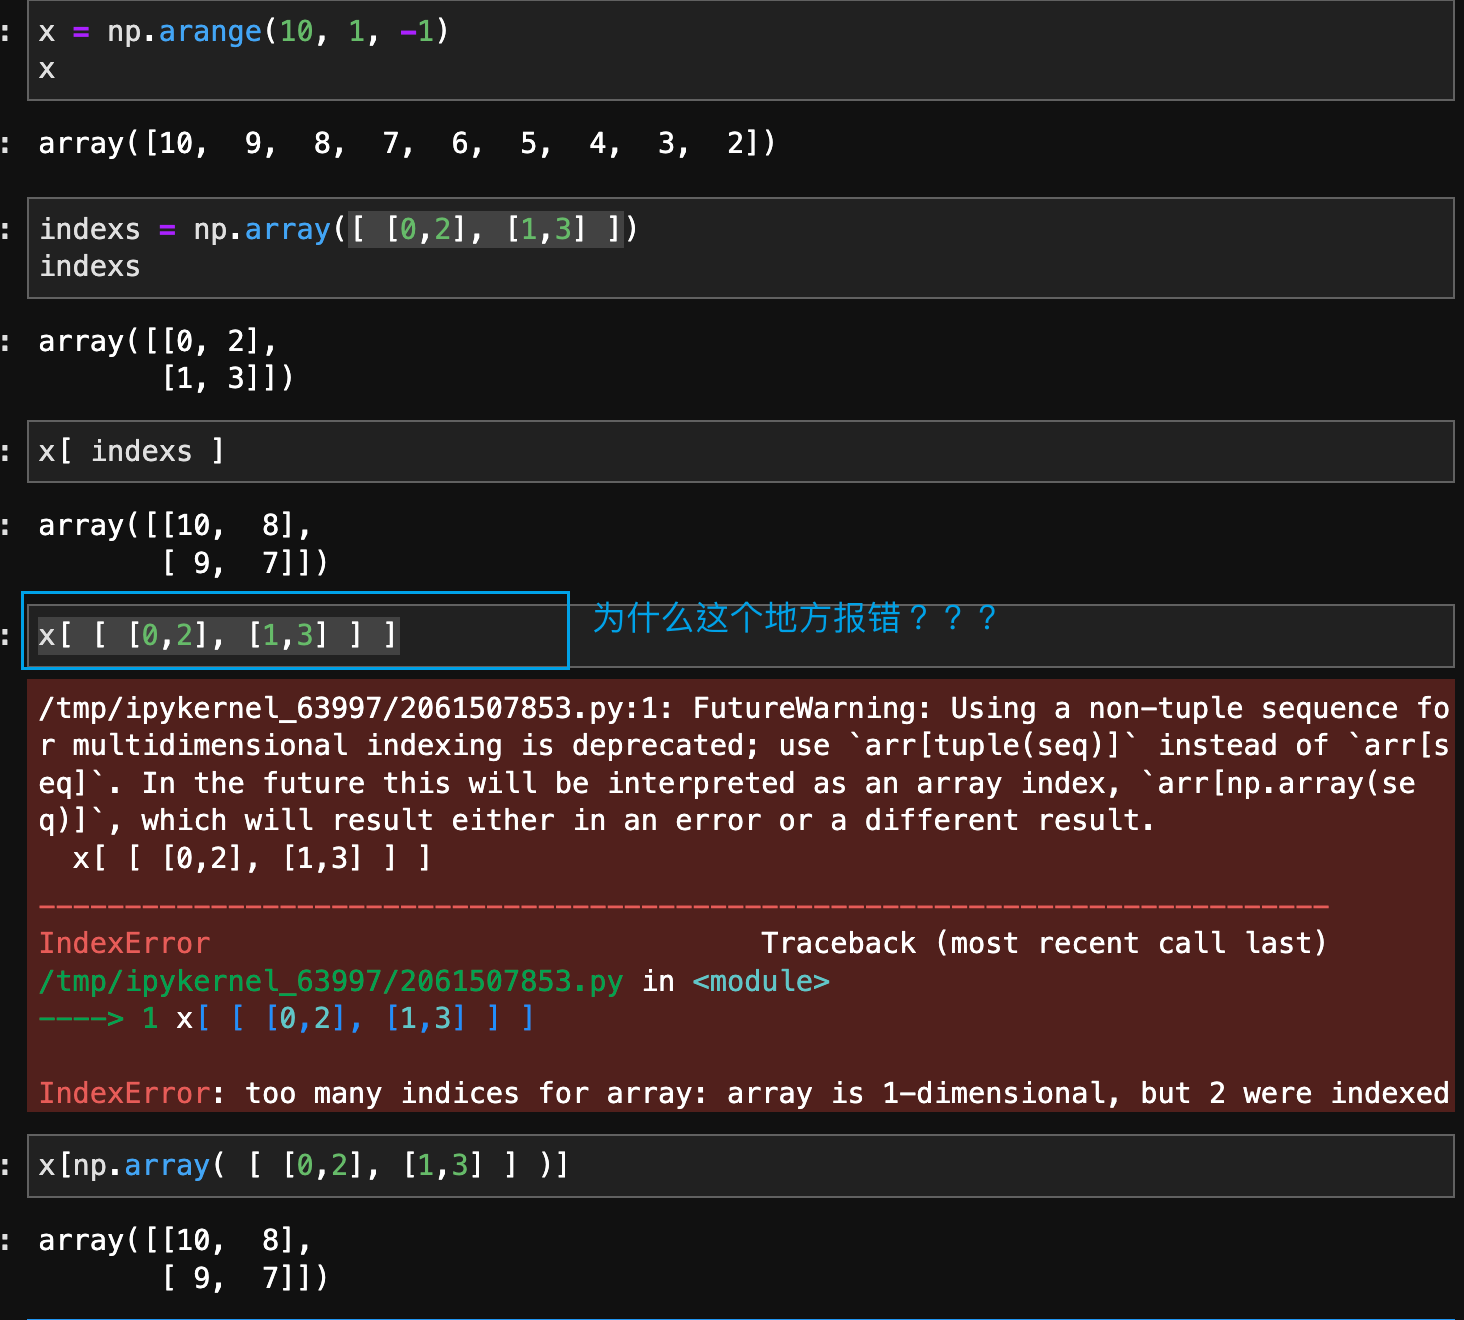 : x = np.arange(10, 1, -1)
x
: array([10,  9,  8,  7,  6,  5,  4,  3,  2])
: indexs = np.array([ [0,2], [1,3] ])
indexs
: array([[0, 2],
       [1, 3]])
: x[ indexs ]
: array([[10,  8],
       [ 9,  7]])
: x[ [ [0,2], [1,3] ] ] 为什么这个地方报错？？？
/tmp/ipykernel_63997/2061507853.py:1: FutureWarning: Using a non-tuple sequence fo
r multidimensional indexing is deprecated; use `arr[tuple(seq)]` instead of `arr[s
eq]`. In the future this will be interpreted as an array index, `arr[np.array(se
q)]`, which will result either in an error or a different result.
  x[ [ [0,2], [1,3] ] ]
---------------------------------------------------------------------------
IndexError                                Traceback (most recent call last)
/tmp/ipykernel_63997/2061507853.py in <module>
----> 1 x[ [ [0,2], [1,3] ] ]
IndexError: too many indices for array: array is 1-dimensional, but 2 were indexed
: x[np.array( [ [0,2], [1,3] ] )]
: array([[10,  8],
       [ 9,  7]])